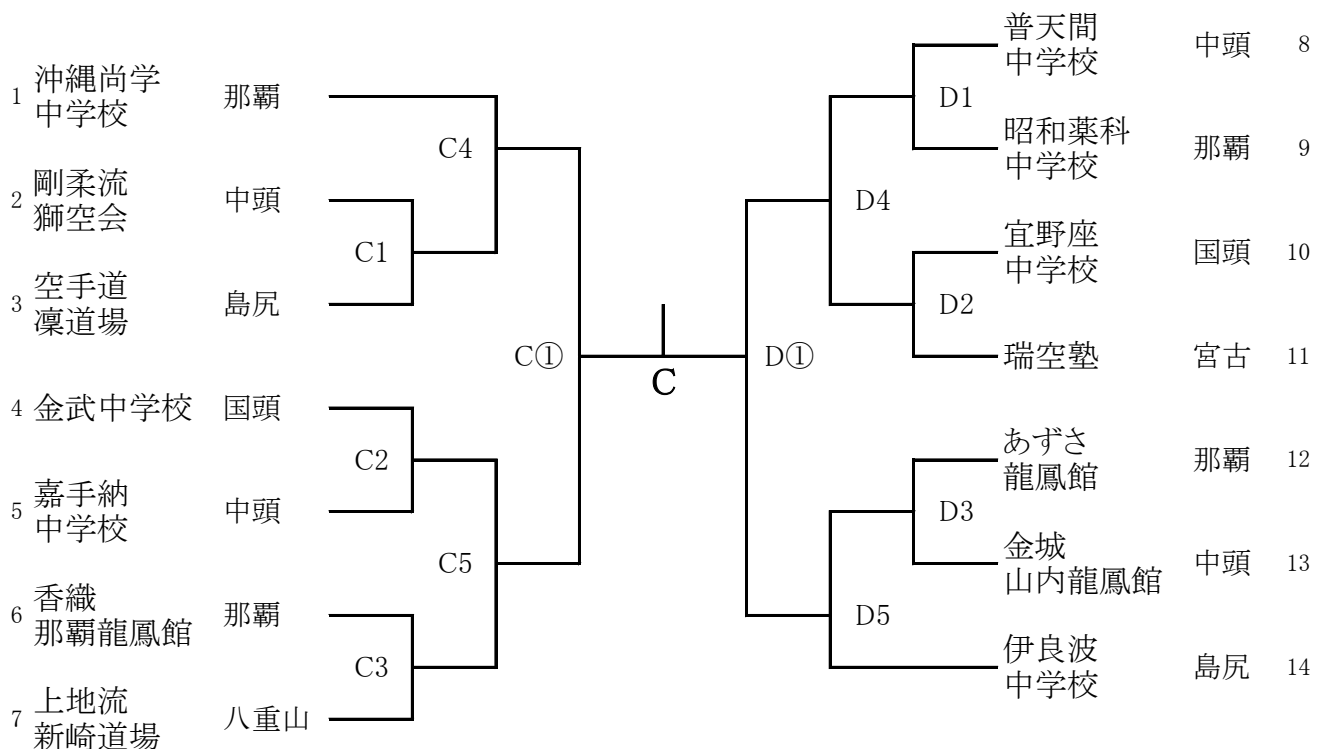 1 沖縄尚学
中学校 那覇
C4
2 剛柔流
獅空会 中頭
C1
3 空手道
凜道場 島尻
C①
4 金武中学校 国頭
C2
5 嘉手納
中学校 中頭
C5
6 香織
那覇龍鳳館 那覇
C3
7 上地流
新崎道場 八重山
C
普天間
中学校 中頭 8
D1
昭和薬科
中学校 那覇 9
D4
宜野座
中学校 国頭 10
D2
瑞空塾 宮古 11
D①
あずさ
龍鳳館 那覇 12
D3
金城
山内龍鳳館 中頭 13
D5
伊良波
中学校 島尻 14